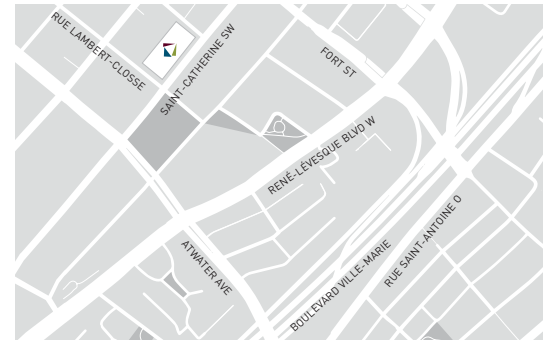 RUE LAMBERT-CLOSSE
SAINT-CATHERINE SW
FORT ST
RENÉ-LÉVESQUE BLVD W
ATWATER AVE
BOULEVARD VILLE-MARIE
RUE SAINT-ANTOINE O